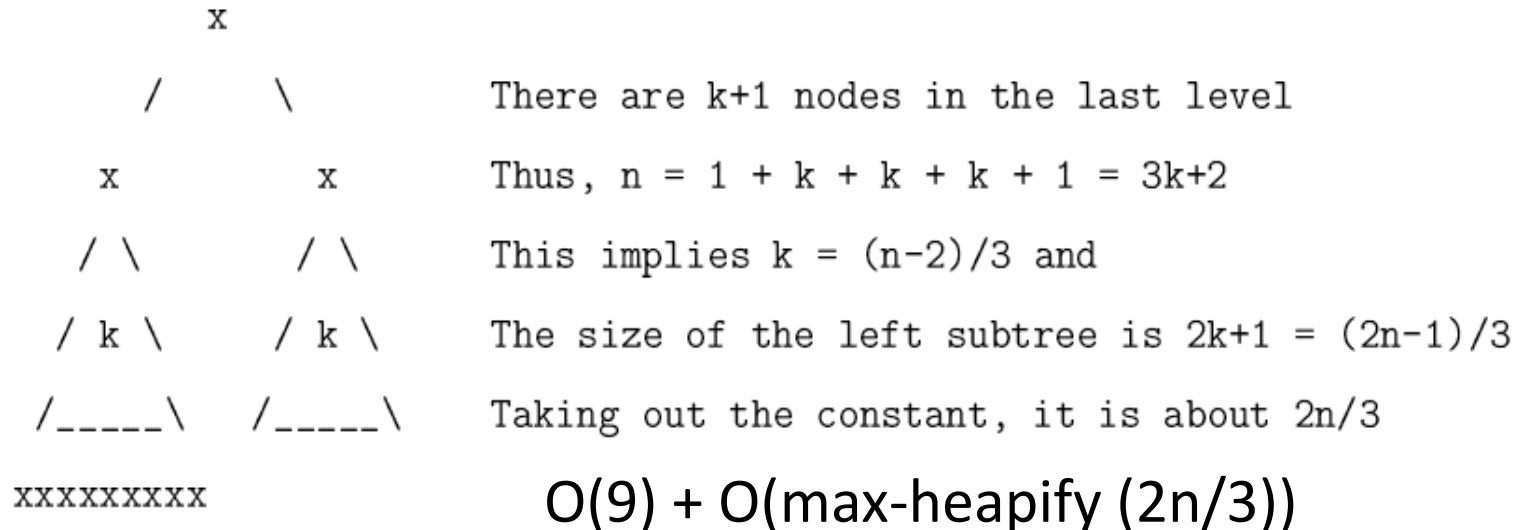 x
/ \ There are k+1 nodes in the last level
x x Thus, n = 1 + k + k + k + 1 = 3k+2
/ \ / \ This implies k = (n-2)/3 and
/ k \ / k \ The size of the left subtree is 2k+1 = (2n-1)/3
/_____\ /_____\ Taking out the constant, it is about 2n/3
xxxxxxxxx O(9) + O(max-heapify (2n/3))